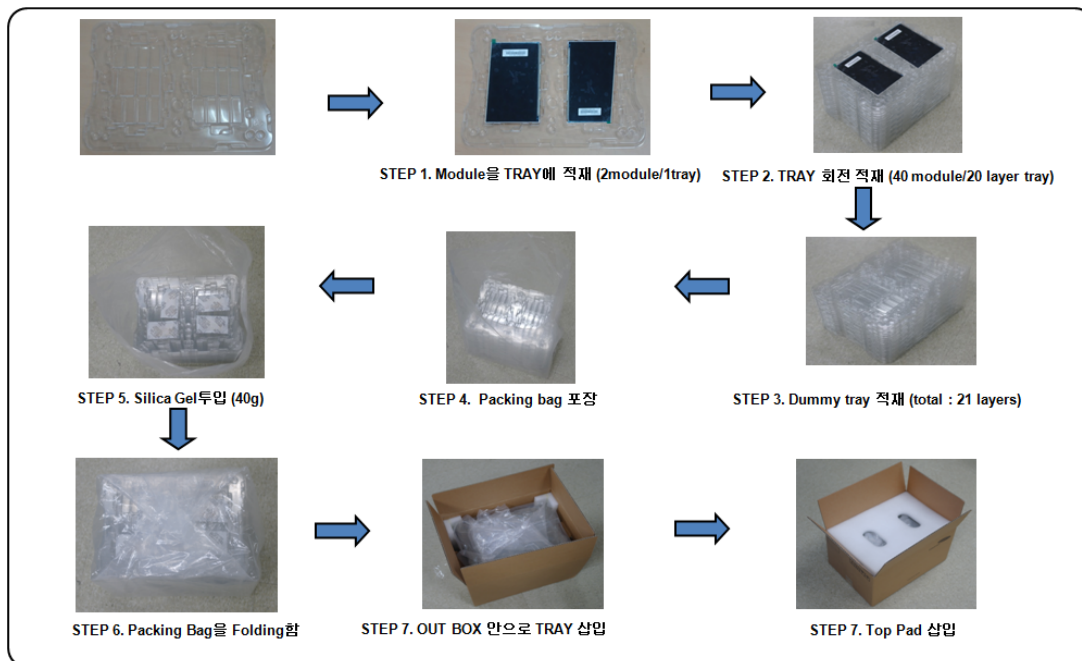 STEP 1. Module을 TRAY에 적재 (2module/1tray)
STEP 2. TRAY 회전 적재 (40 module/20 layer tray)
STEP 3. Dummy tray 적재 (total : 21 layers)
STEP 4. Packing bag 포장
STEP 5. Silica Gel투입 (40g)
STEP 6. Packing Bag을 Folding함
STEP 7. OUT BOX 안으로 TRAY 삽입
STEP 7. Top Pad 삽입